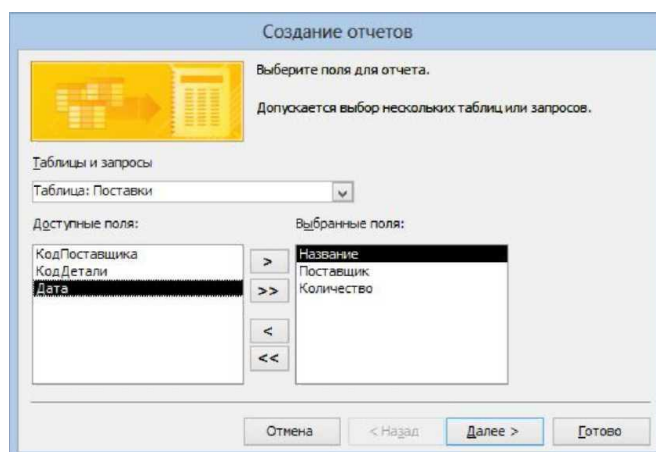 Создание отчетов
Выберите поля для отчета.
Допускается выбор нескольких таблиц или запросов.
Таблицы и запросы
Таблица: Поставки
Доступные поля:
Выбранные поля:
КодПоставщика
КодДетали
Дата
>
>>
<
<<
Название
Поставщик
Количество
Отмена
< Назад
Далее >
Готово